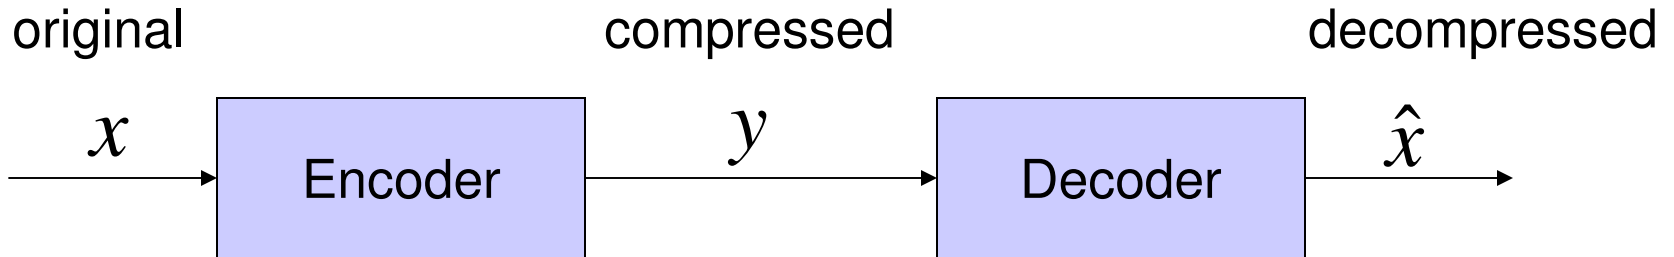 original compressed decompressed
x y x̂
Encoder Decoder